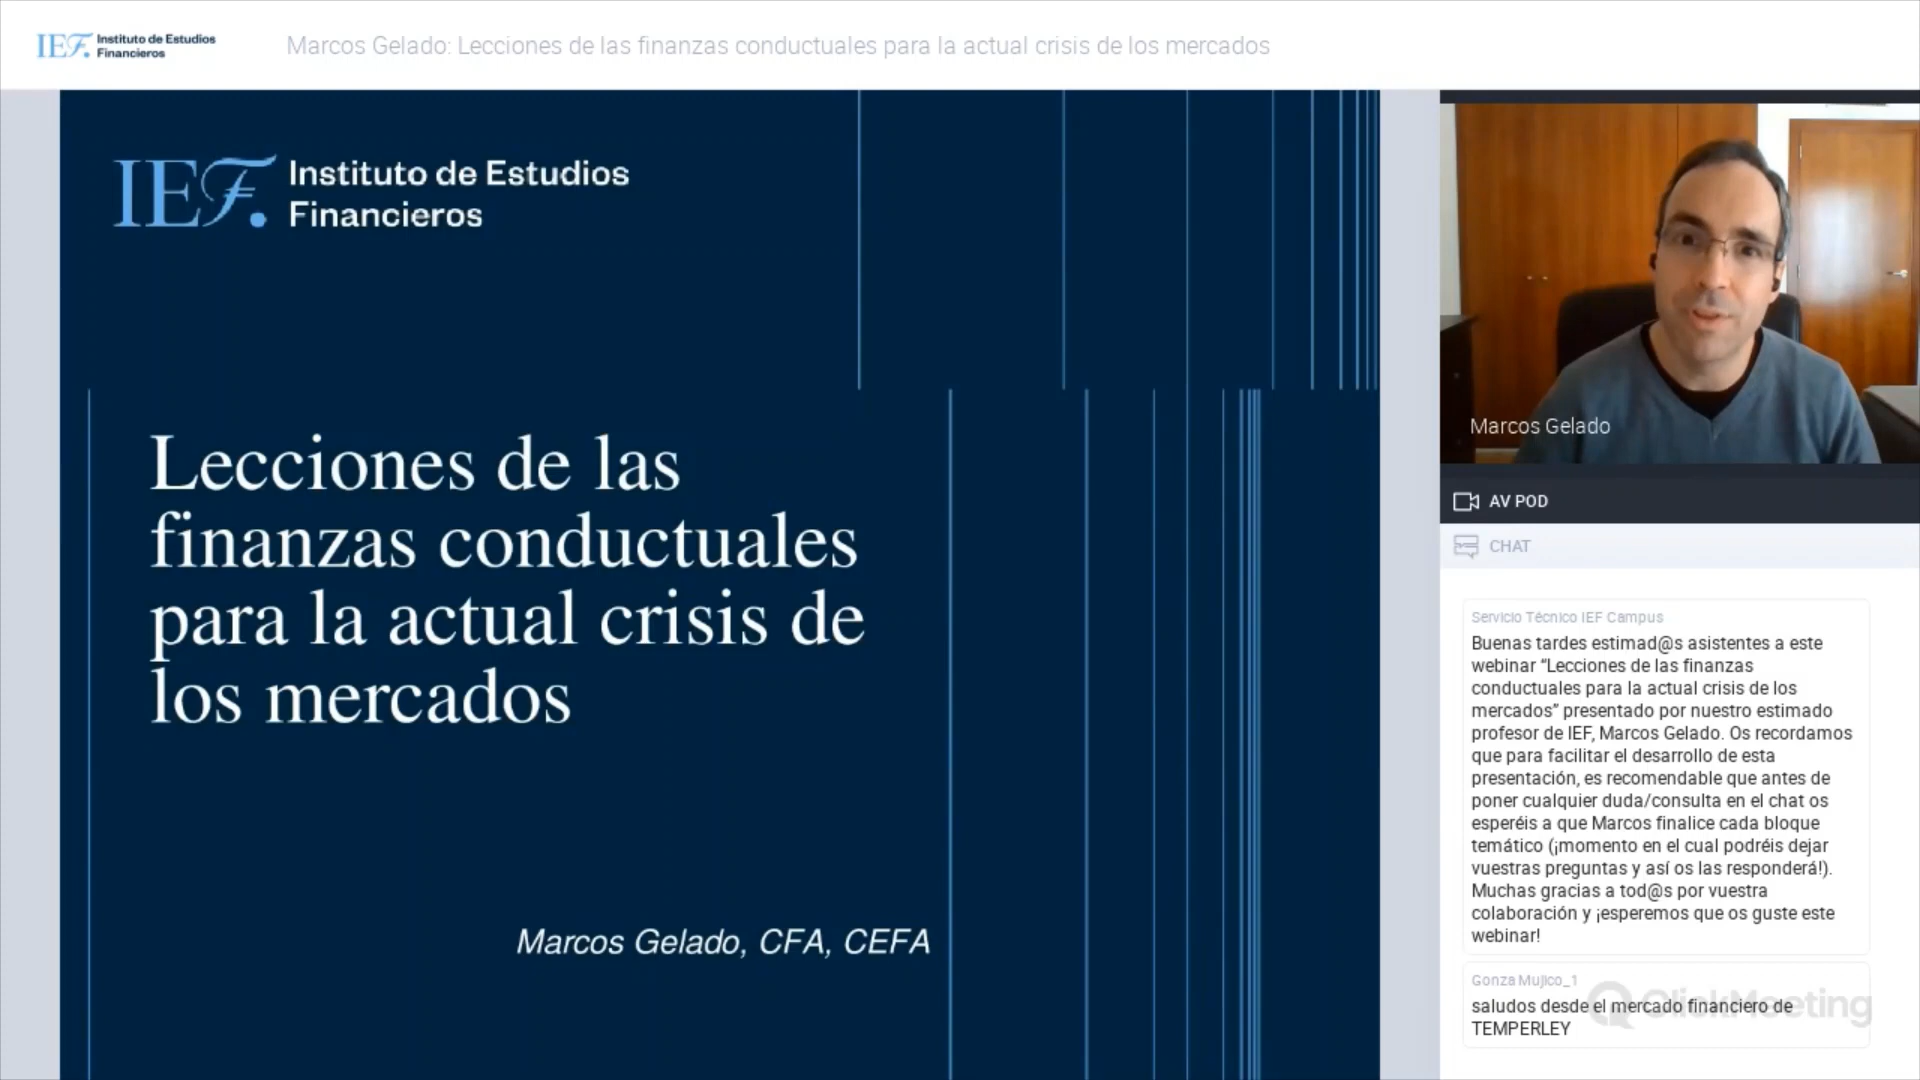 IEF. Instituto de Estudios
Financieros
Marcos Gelado: Lecciones de las finanzas conductuales para la actual crisis de los mercados
IEF. Instituto de Estudios
Financieros
Lecciones de las
finanzas conductuales
para la actual crisis de
los mercados
Marcos Gelado, CFA, CEFA
Marcos Gelado
AV POD
CHAT
Servicio Técnico IEF Campus
Buenas tardes estimad@s asistentes a este
webinar “Lecciones de las finanzas
conductuales para la actual crisis de los
mercados” presentado por nuestro estimado
profesor de IEF, Marcos Gelado. Os recordamos
que para facilitar el desarrollo de esta
presentación, es recomendable que antes de
poner cualquier duda/consulta en el chat os
esperéis a que Marcos finalice cada bloque
temático (¡momento en el cual podréis dejar
vuestras preguntas y así os las responderá!).
Muchas gracias a tod@s por vuestra
colaboración y ¡esperemos que os guste este
webinar!
Gonza Mujico_1
saludos desde el mercado financiero de
TEMPERLEY
ClickMeeting